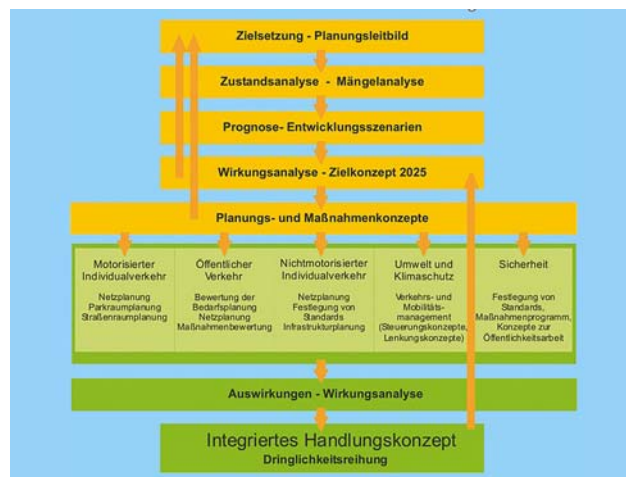 Zielsetzung - Planungsleitbild
Zustandsanalyse - Mängelanalyse
Prognose- Entwicklungsszenarien
Wirkungsanalyse - Zielkonzept 2025
Planungs- und Maßnahmenkonzepte
Motorisierter
Individualverkehr
Netzplanung
Parkraumplanung
Straßenraumplanung
Öffentlicher
Verkehr
Bewertung der
Bedarfsplanung
Netzplanung
Maßnahmenbewertung
Nichtmotorisierter
Individualverkehr
Netzplanung
Festlegung von
Standards
Infrastrukturplanung
Umwelt und
Klimaschutz
Verkehrs- und
Mobilitäts-
management
(Steuerungskonzepte,
Lenkungskonzepte)
Sicherheit
Festlegung von
Standards,
Maßnahmenprogramm,
Konzepte zur
Öffentlichkeitsarbeit
Auswirkungen - Wirkungsanalyse
Integriertes Handlungskonzept
Dringlichkeitsreihung